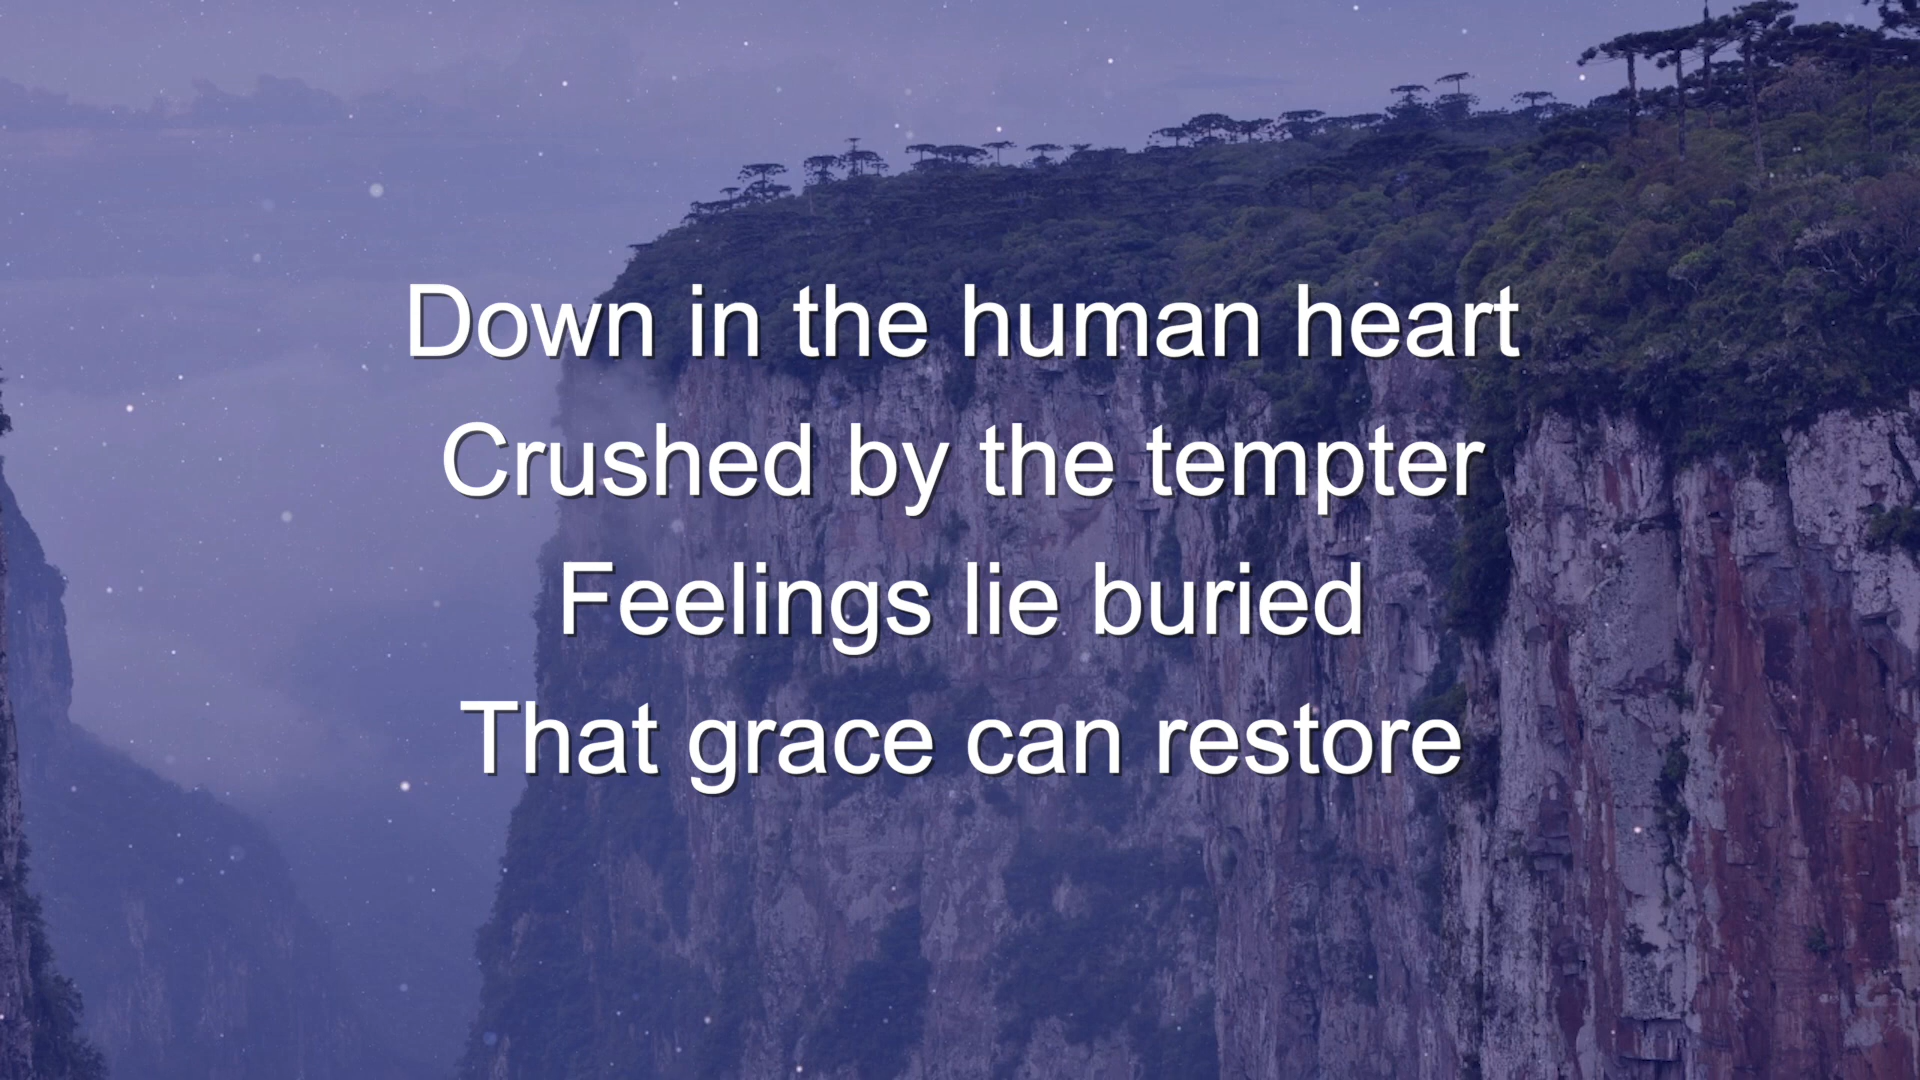 Down in the human heart
Crushed by the tempter
Feelings lie buried
That grace can restore